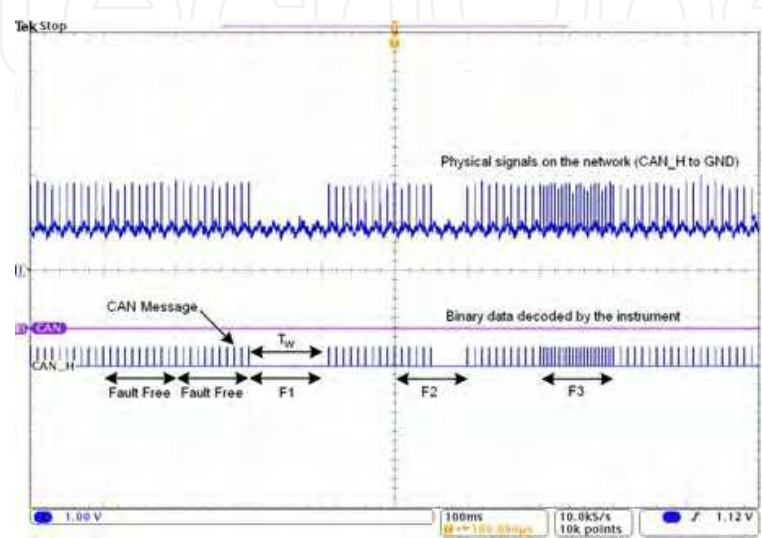 Tek Stop
Physical signals on the network (CAN_H to GND)
CAN Message
Binary data decoded by the instrument
CAN
T_W
CAN_H
Fault Free
Fault Free
F1
F2
F3
1.00 V
100ms
10.0kS/s
10k points
1.12 V